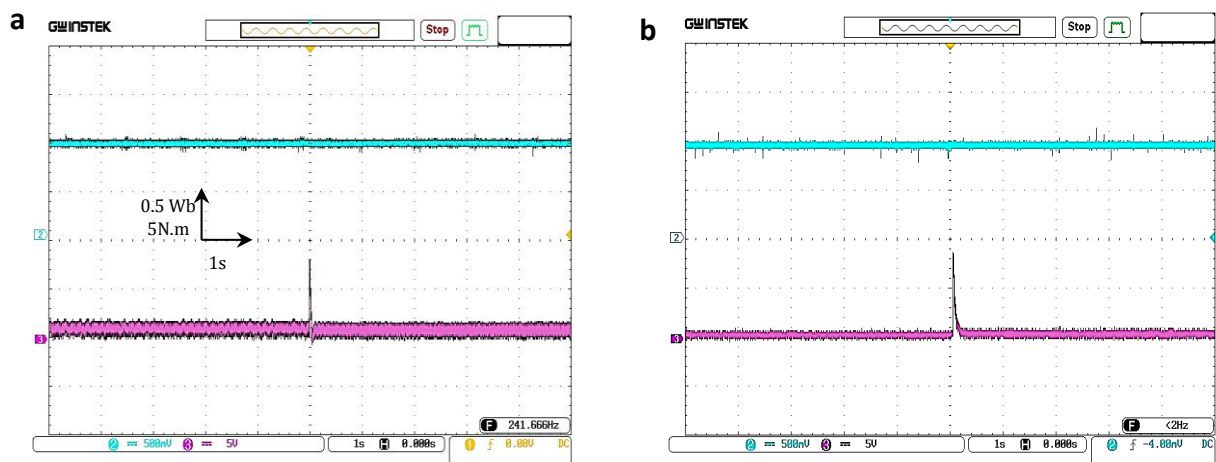 a
GWINSTEK
Stop
0.5 Wb
5N.m
1s
2
3
F 241.666Hz
2 500mV 3 5V
1s H 0.000s
1 0.00V DC
b
GWINSTEK
Stop
2
3
F <2Hz
2 500mV 3 5V
1s H 0.000s
2 -4.00mV DC